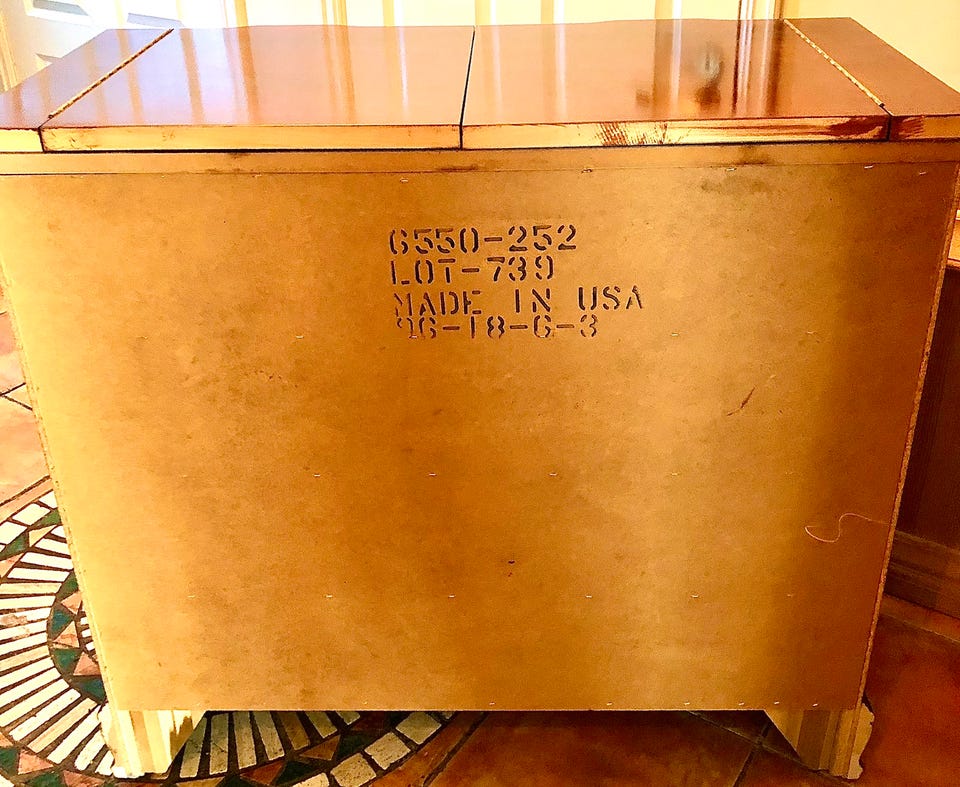 6550-252
LOT-739
MADE IN USA
96-18-G-3